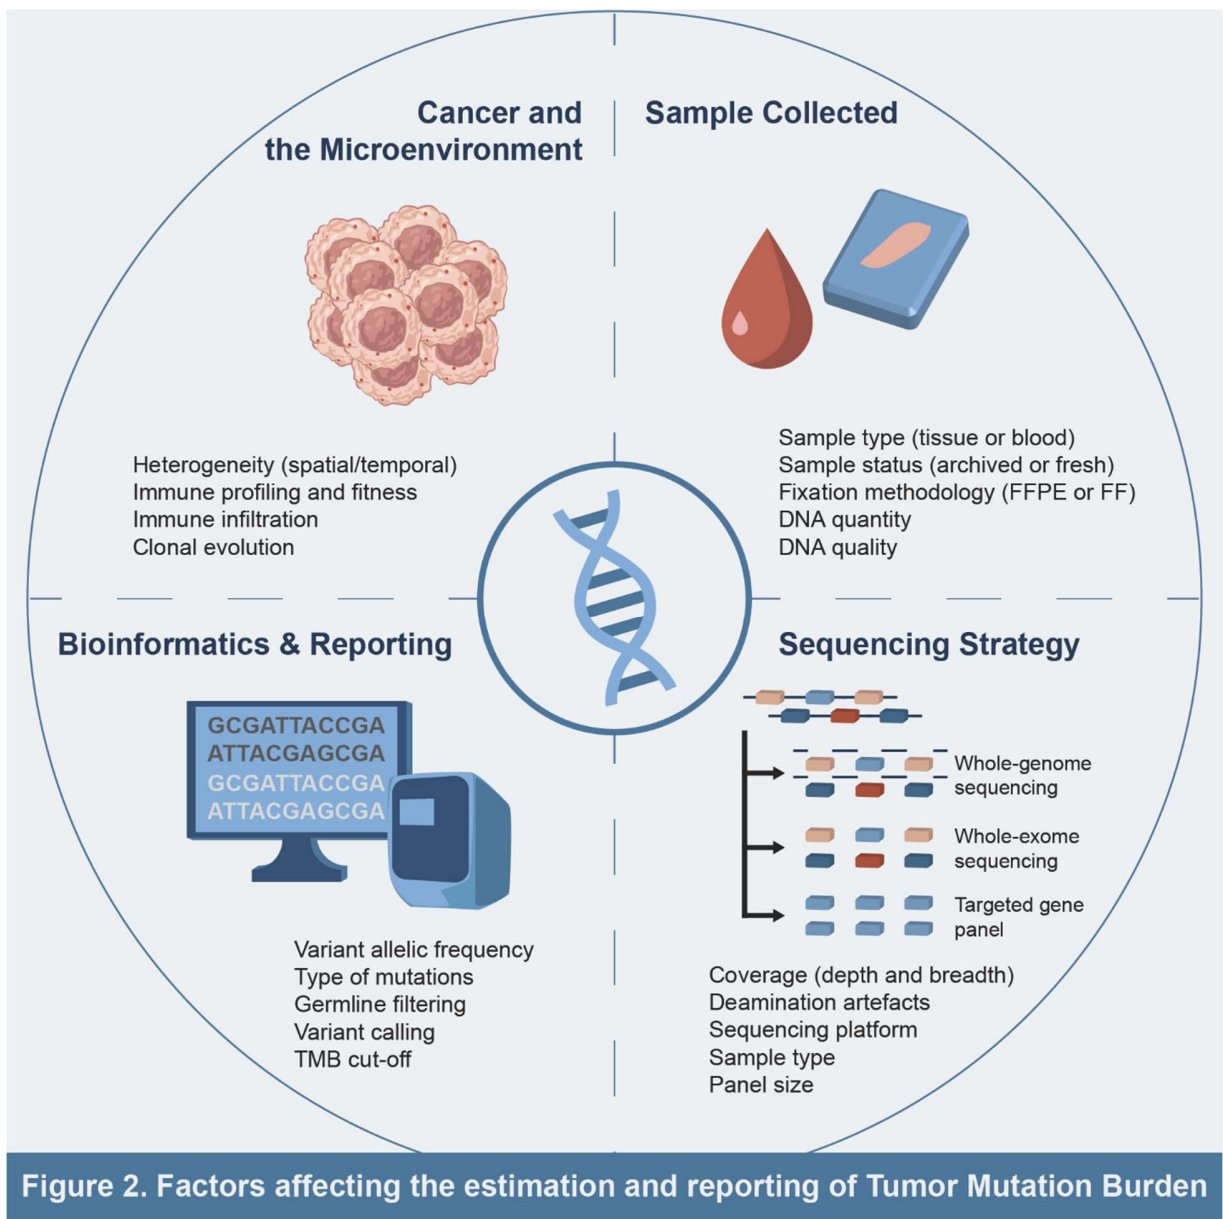 Cancer and
the Microenvironment
Heterogeneity (spatial/temporal)
Immune profiling and fitness
Immune infiltration
Clonal evolution
Sample Collected
Sample type (tissue or blood)
Sample status (archived or fresh)
Fixation methodology (FFPE or FF)
DNA quantity
DNA quality
Bioinformatics & Reporting
GCGATTACCGA
ATTACGAGCGA
GCGATTACCGA
ATTACGAGCGA
Variant allelic frequency
Type of mutations
Germline filtering
Variant calling
TMB cut-off
Sequencing Strategy
Whole-genome
sequencing
Whole-exome
sequencing
Targeted gene
panel
Coverage (depth and breadth)
Deamination artefacts
Sequencing platform
Sample type
Panel size
Figure 2. Factors affecting the estimation and reporting of Tumor Mutation Burden